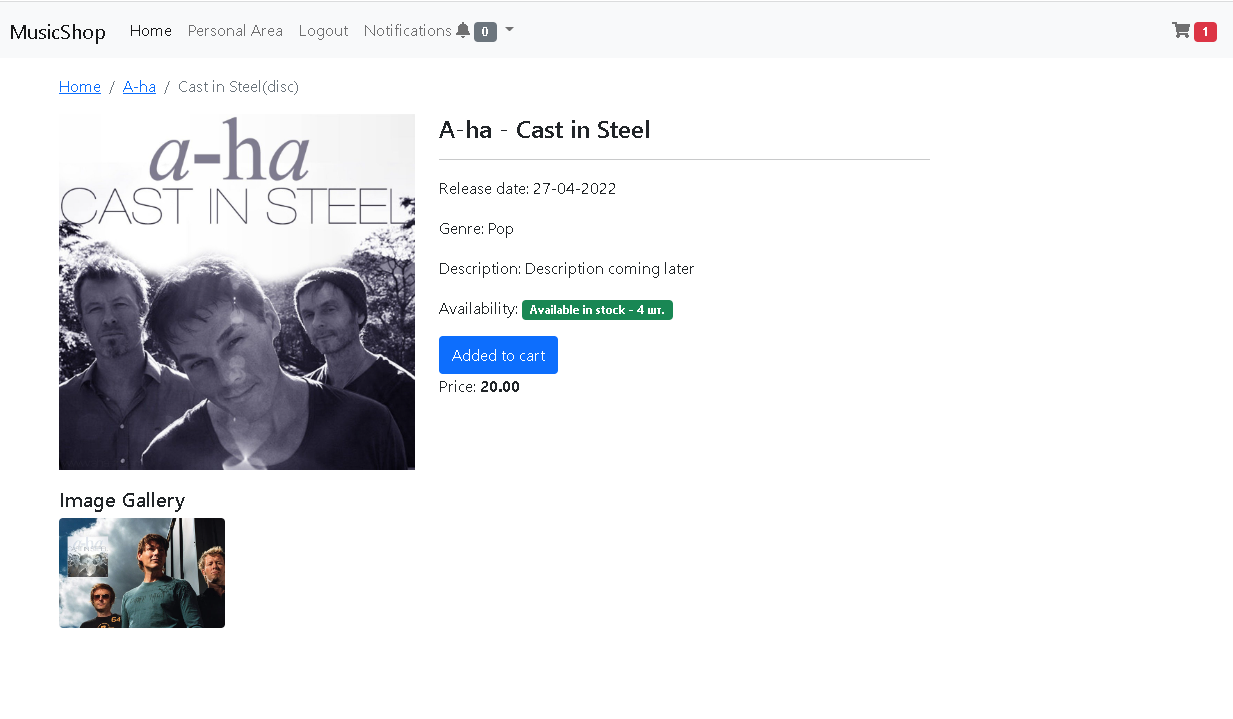 MusicShop Home Personal Area Logout Notifications 0 1
Home / A-ha / Cast in Steel(disc)
a-ha
CAST IN STEEL
A-ha - Cast in Steel
Release date: 27-04-2022
Genre: Pop
Description: Description coming later
Availability: Available in stock - 4 шт.
Added to cart
Price: 20.00
Image Gallery
a-ha
64